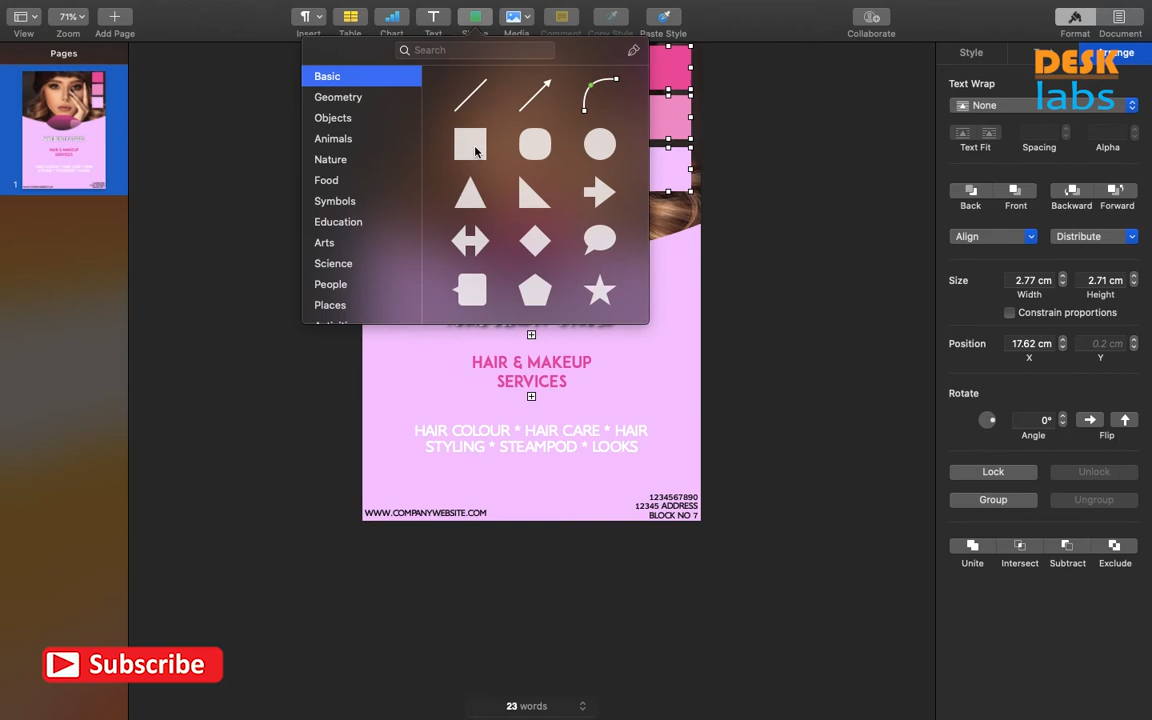 View
71%
Zoom
Add Page
Insert
Table
Chart
Text
Media
Comment
Copy Style
Paste Style
Collaborate
Format
Document
Pages
1
Search
Basic
Geometry
Objects
Animals
Nature
Food
Symbols
Education
Arts
Science
People
Places
Style
Arrange
DESK
labs
Text Wrap
None
Text Fit
Spacing
Alpha
Back
Front
Backward
Forward
Align
Distribute
Size
2.77 cm
2.71 cm
Width
Height
Constrain proportions
Position
17.62 cm
0.2 cm
X
Y
Rotate
0°
Angle
Flip
Lock
Unlock
Group
Ungroup
Unite
Intersect
Subtract
Exclude
HAIR & MAKEUP
SERVICES
HAIR COLOUR * HAIR CARE * HAIR
STYLING * STEAMPOD * LOOKS
1234567890
12345 ADDRESS
BLOCK NO 7
WWW.COMPANYWEBSITE.COM
Subscribe
23 words